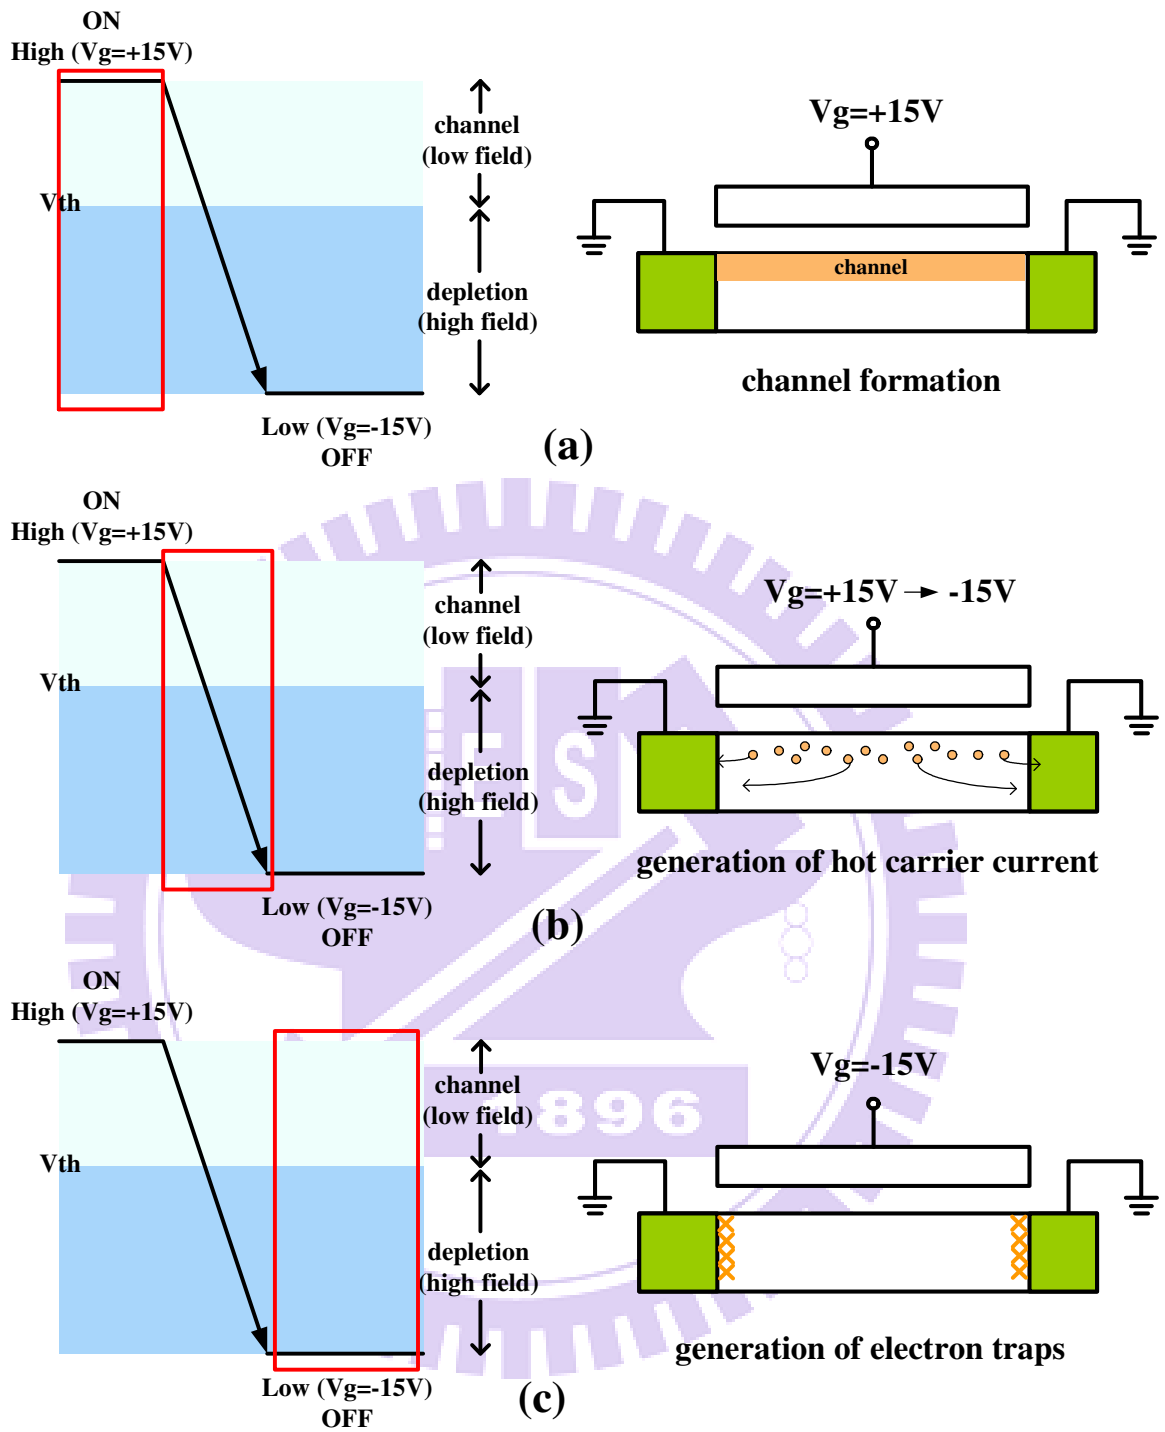 ON
High (Vg=+15V)
Vth
channel
(low field)
depletion
(high field)
Low (Vg=-15V)
OFF
Vg=+15V
channel
channel formation
(a)
ON
High (Vg=+15V)
Vth
channel
(low field)
depletion
(high field)
Low (Vg=-15V)
OFF
Vg=+15V → -15V
generation of hot carrier current
(b)
ES
ON
High (Vg=+15V)
Vth
channel
(low field)
depletion
(high field)
Low (Vg=-15V)
OFF
Vg=-15V
generation of electron traps
(c)
1896